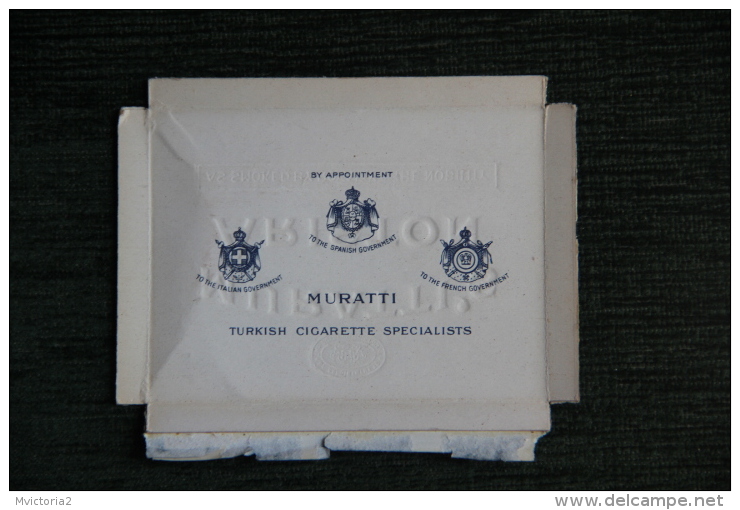 BY APPOINTMENT
TO THE SPANISH GOVERNMENT
TO THE ITALIAN GOVERNMENT
TO THE FRENCH GOVERNMENT
MURATTI
TURKISH CIGARETTE SPECIALISTS
Mvictoria2
www.delcampe.net